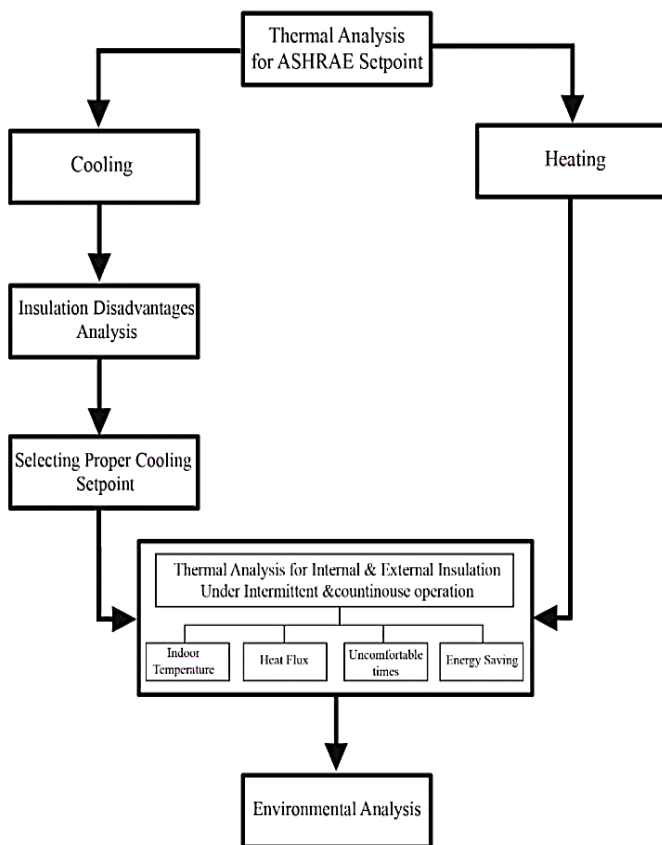 Thermal Analysis
for ASHRAE Setpoint
Cooling
Heating
Insulation Disadvantages
Analysis
Selecting Proper Cooling
Setpoint
Thermal Analysis for Internal & External Insulation
Under Intermittent &countinouse operation
Indoor
Temperature
Heat Flux
Uncomfortable
times
Energy Saving
Environmental Analysis